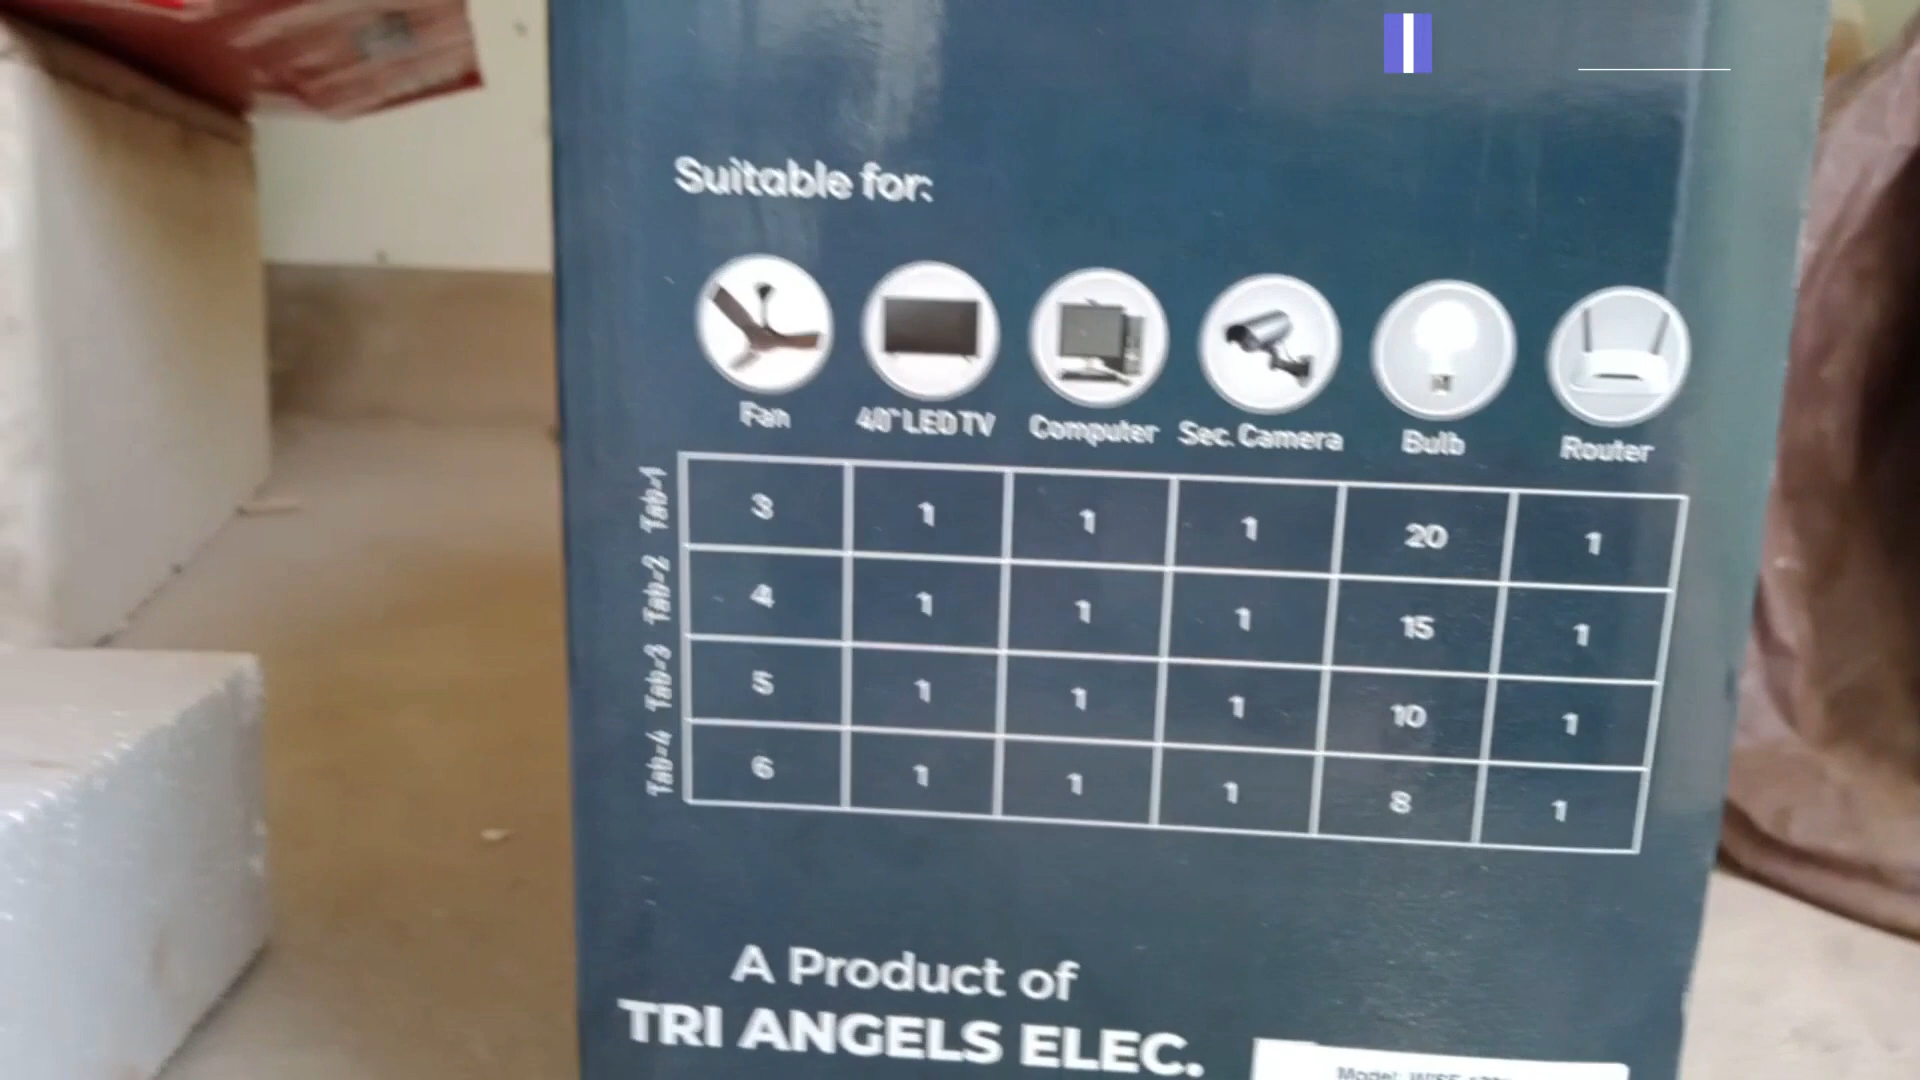 Suitable for:
Fan 40" LED TV Computer Sec. Camera Bulb Router
Tab=1 3 1 1 1 20 1
Tab=2 4 1 1 1 15 1
Tab=3 5 1 1 1 10 1
Tab=4 6 1 1 1 8 1
A Product of
TRI ANGELS ELEC.
Model: